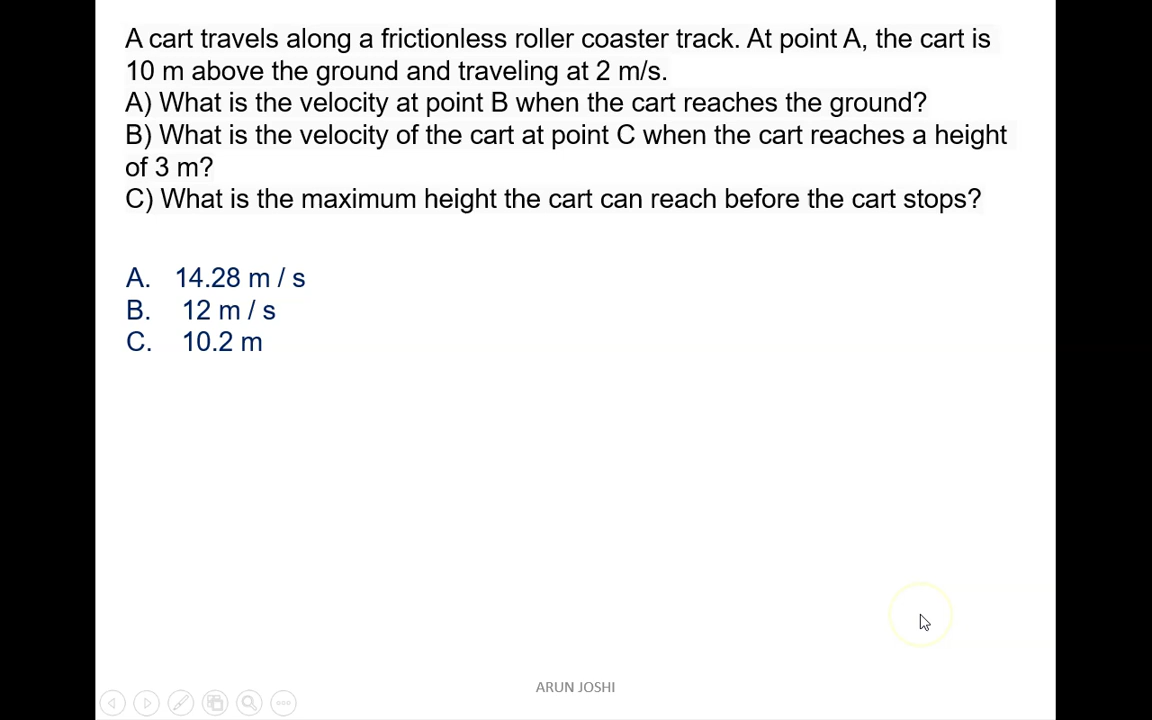 A cart travels along a frictionless roller coaster track. At point A, the cart is
10 m above the ground and traveling at 2 m/s.
A) What is the velocity at point B when the cart reaches the ground?
B) What is the velocity of the cart at point C when the cart reaches a height
of 3 m?
C) What is the maximum height the cart can reach before the cart stops?
A. 14.28 m / s
B. 12 m / s
C. 10.2 m
ARUN JOSHI